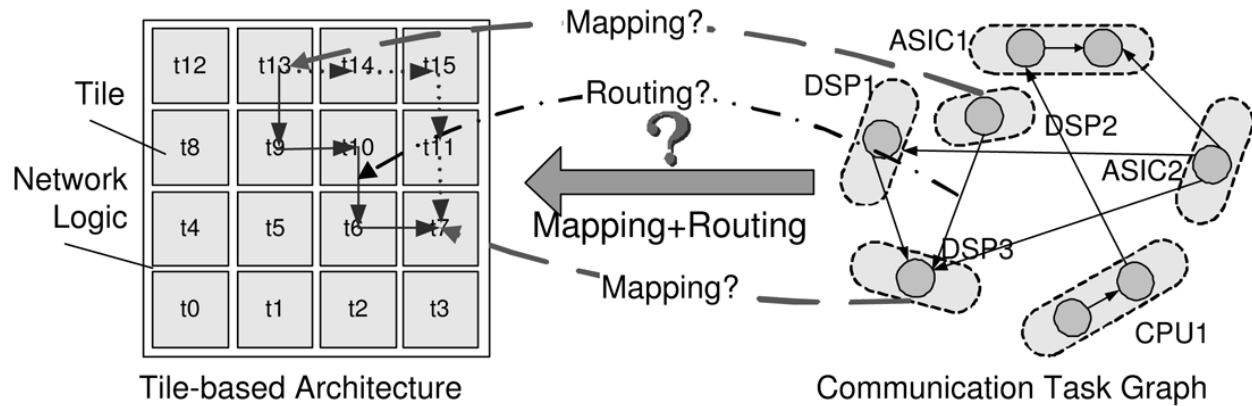 Mapping?
ASIC1
t12 t13 t14 t15
DSP1
Tile
Routing?
DSP2
t8 t9 t10 t11
ASIC2
Network
Logic
t4 t5 t6 t7
Mapping+Routing
DSP3
Mapping?
t0 t1 t2 t3
CPU1
Tile-based Architecture
Communication Task Graph
?